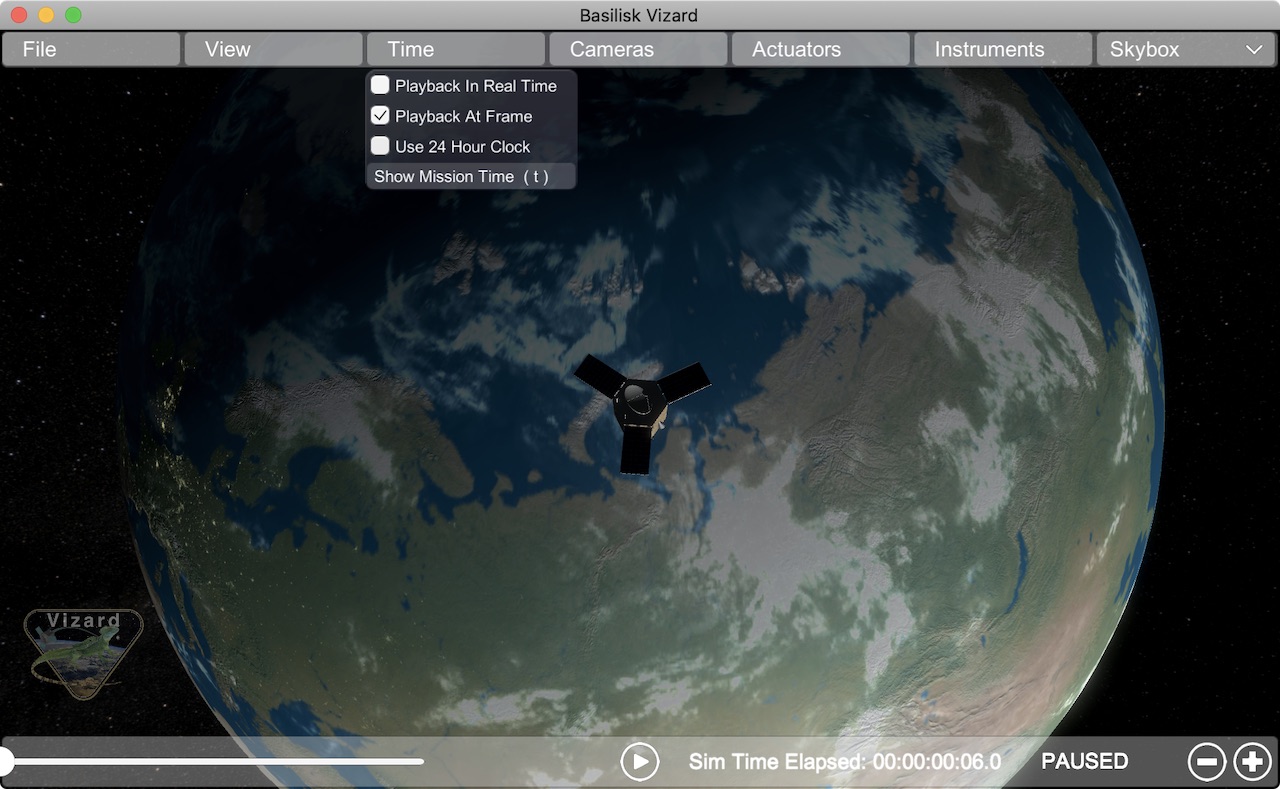 Basilisk Vizard
File View Time Cameras Actuators Instruments Skybox
Playback In Real Time
Playback At Frame
Use 24 Hour Clock
Show Mission Time ( t )
Vizard
Sim Time Elapsed: 00:00:00:06.0 PAUSED